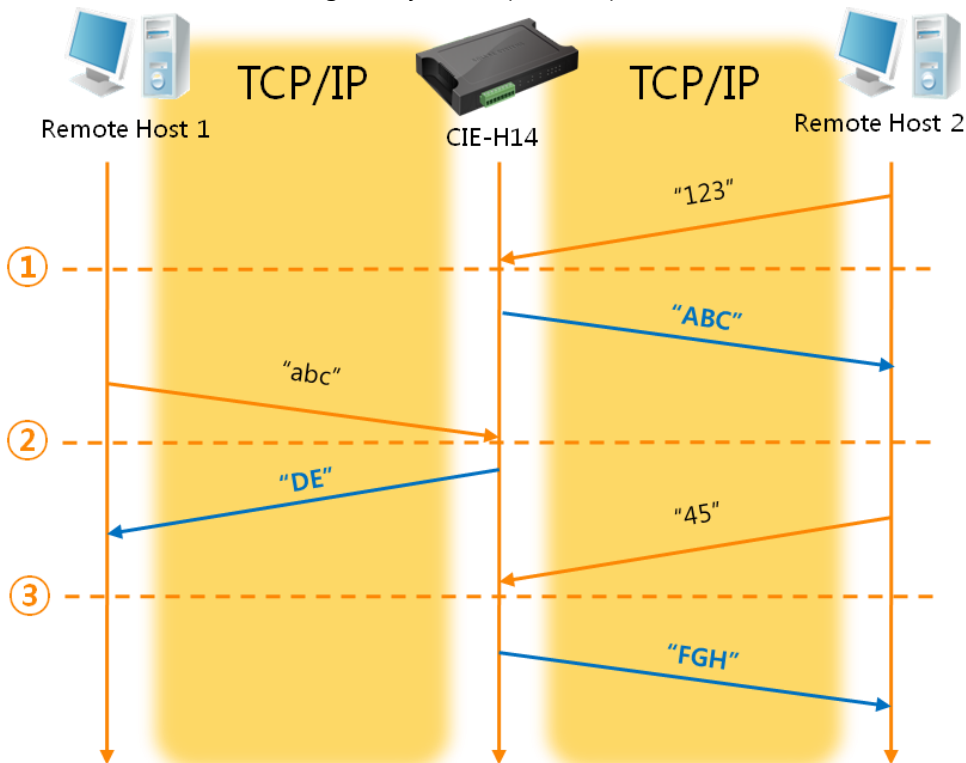 TCP/IP
TCP/IP
Remote Host 1
CIE-H14
Remote Host 2
"123"
①
"ABC"
"abc"
②
"DE"
"45"
③
"FGH"